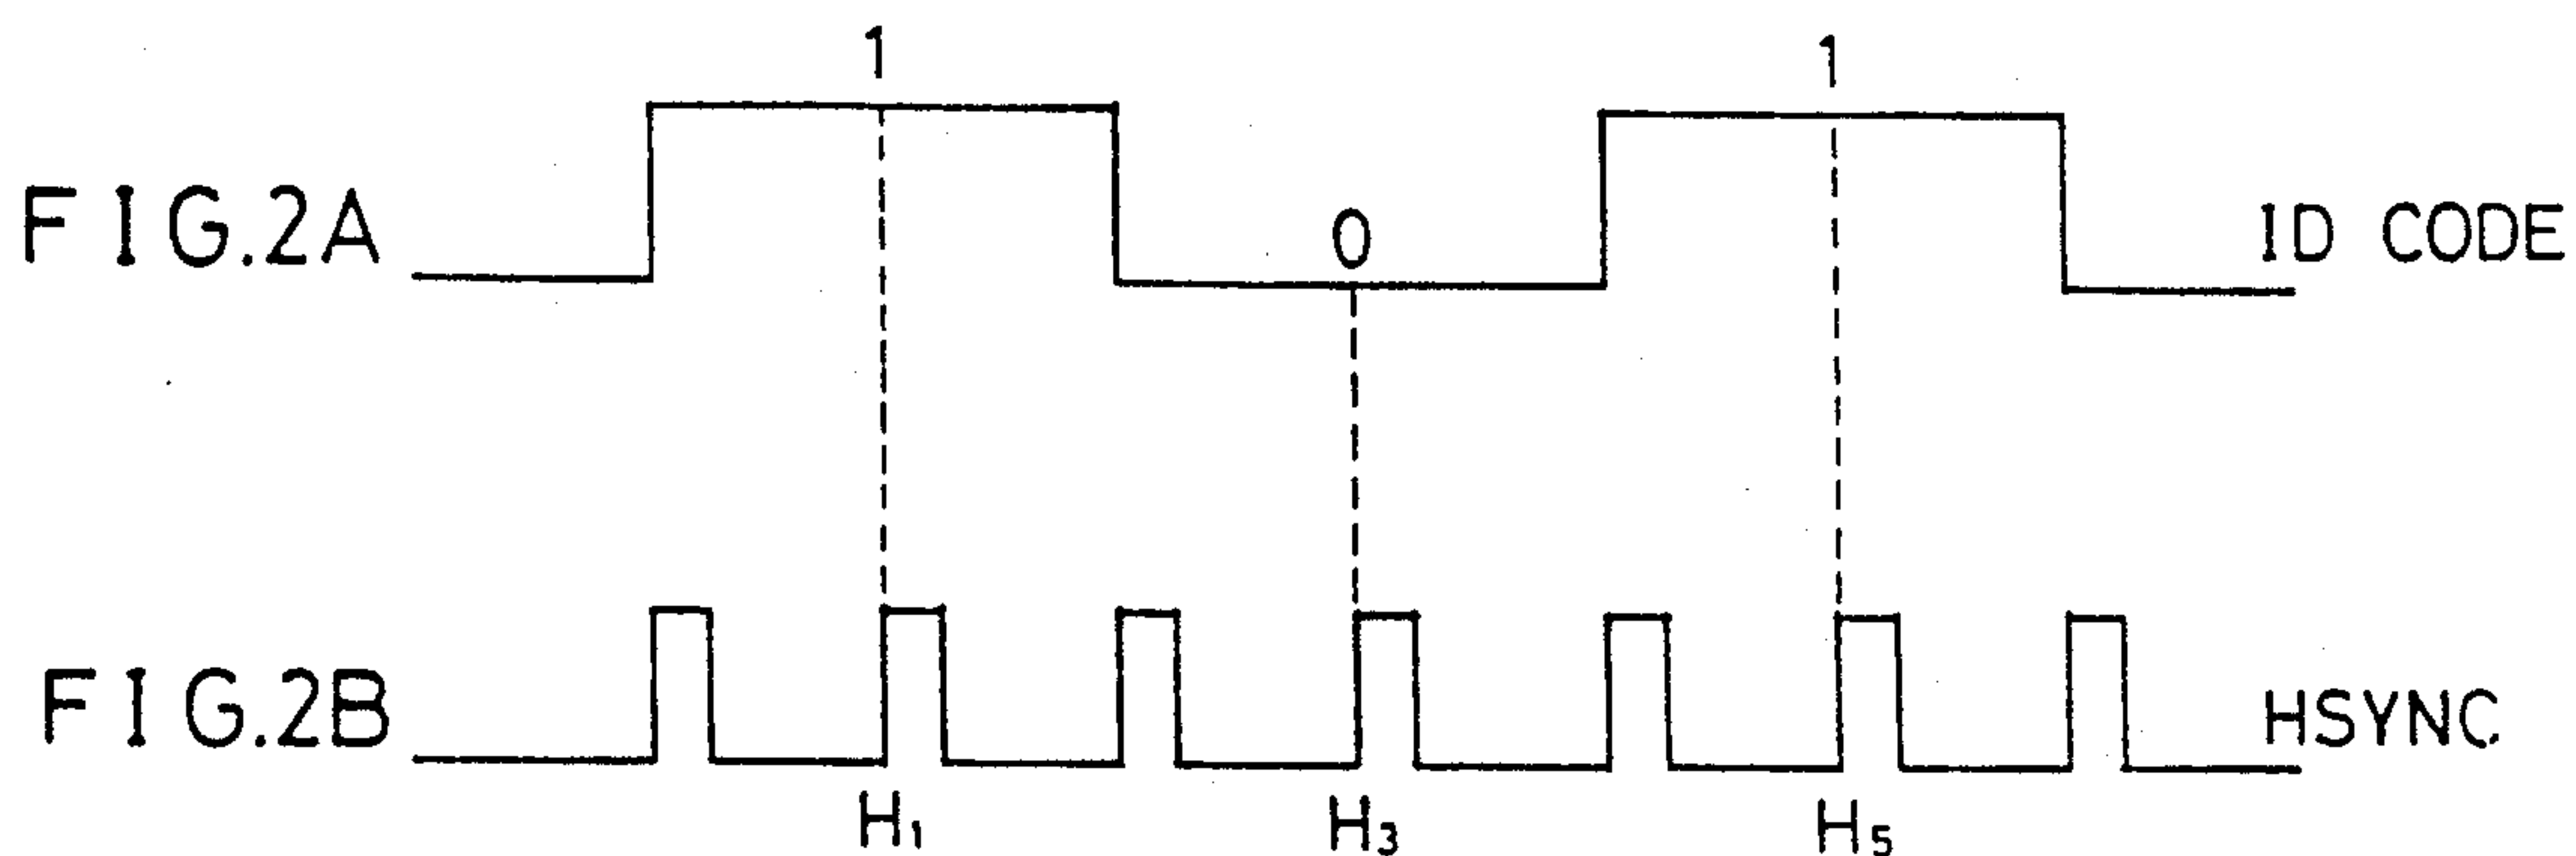 1
1
FIG.2A
0
ID CODE
FIG.2B
HSYNC
H₁
H₃
H₅